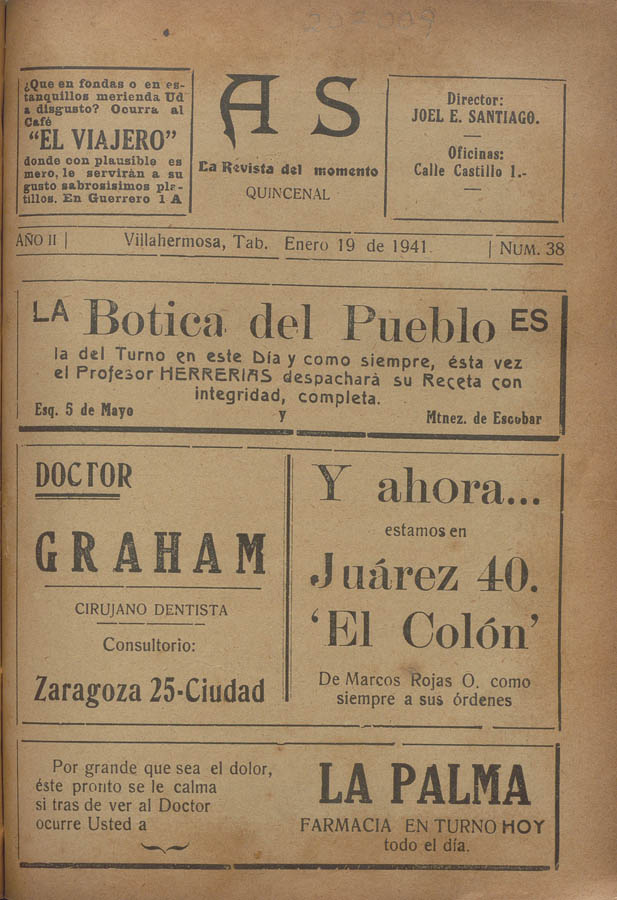 202009
¿Que en fondas o en es-
tanquillos merienda Ud
a disgusto? Ocurra al
Café
"EL VIAJERO"
donde con plausible es
mero, le servirán a su
gusto sabrosisimos pla-
tillos. En Guerrero 1 A
AS
La Revista del momento
QUINCENAL
Director:
JOEL E. SANTIAGO.
Oficinas:
Calle Castillo 1.-
AÑO II | Villahermosa, Tab. Enero 19 de 1941. | NUM. 38
LA Botica del Pueblo ES
la del Turno en este Día y como siempre, ésta vez
el Profesor HERRERIAS despachará su Receta con
integridad, completa.
Esq. 5 de Mayo y Mtnez. de Escobar
DOCTOR
GRAHAM
CIRUJANO DENTISTA
Consultorio:
Zaragoza 25-Ciudad
Y ahora...
estamos en
Juárez 40.
'El Colón'
De Marcos Rojas O. como
siempre a sus órdenes
Por grande que sea el dolor,
éste pronto se le calma
si tras de ver al Doctor
ocurre Usted a
LA PALMA
FARMACIA EN TURNO HOY
todo el día.